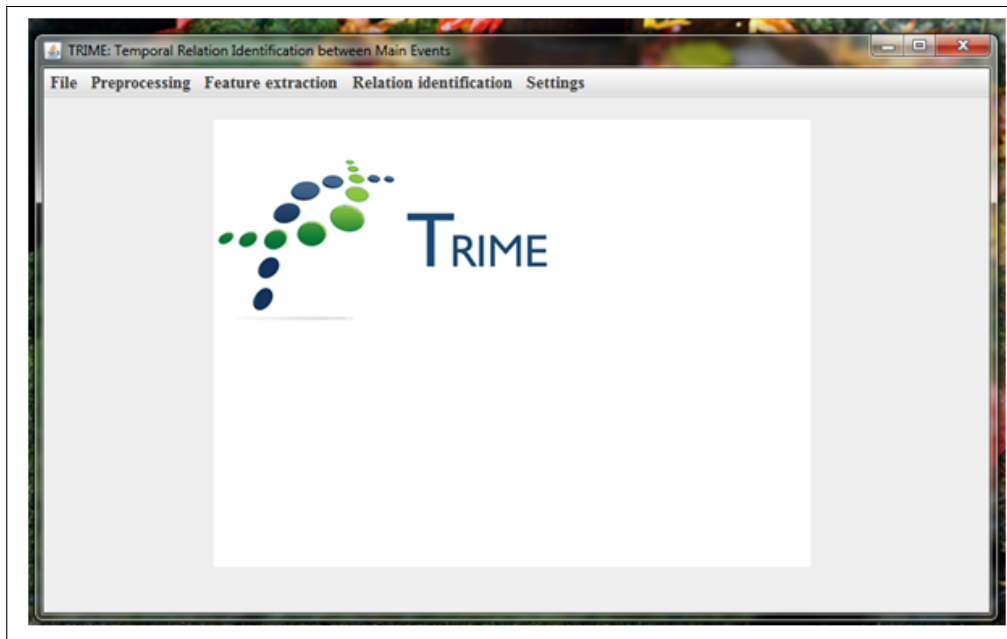 TRIME: Temporal Relation Identification between Main Events
File Preprocessing Feature extraction Relation identification Settings
TRIME